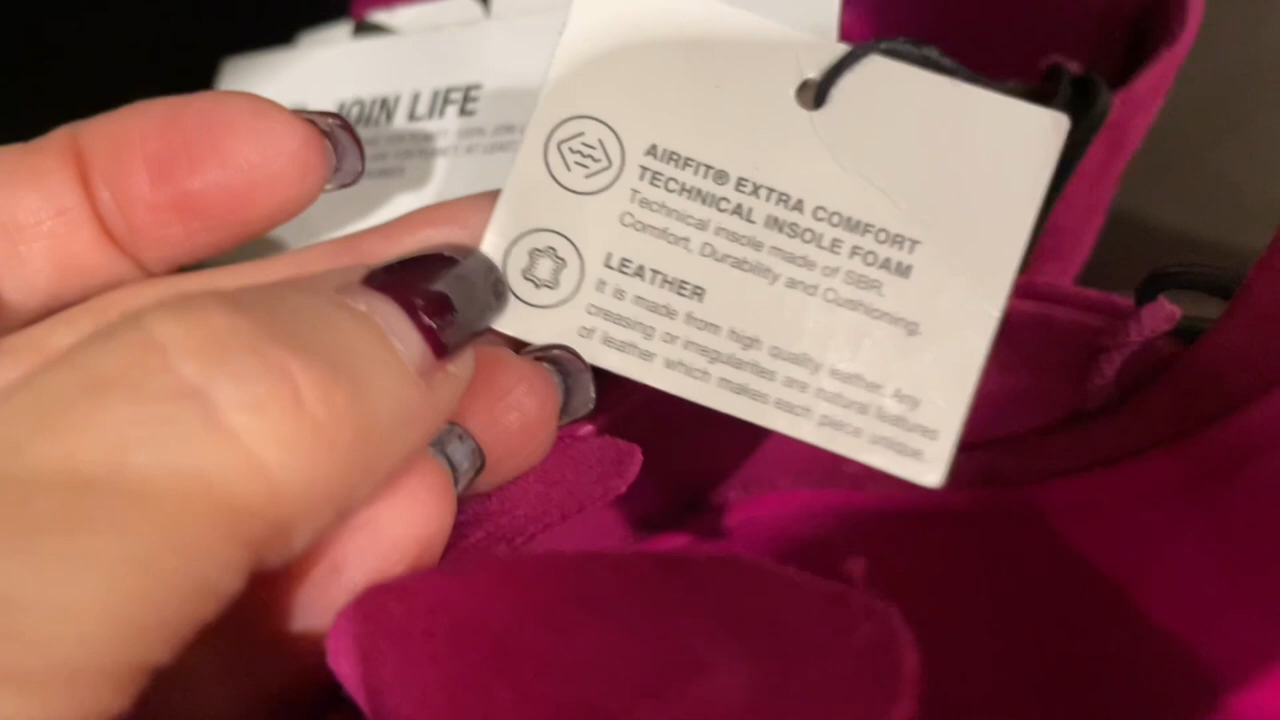 JOIN LIFE
AIRFIT® EXTRA COMFORT
TECHNICAL INSOLE FOAM
Technical insole made of SBR.
Comfort, Durability and Cushioning.
LEATHER
It is made from high quality leather. Any
creasing or irregularities are natural features
of leather which makes each piece unique.